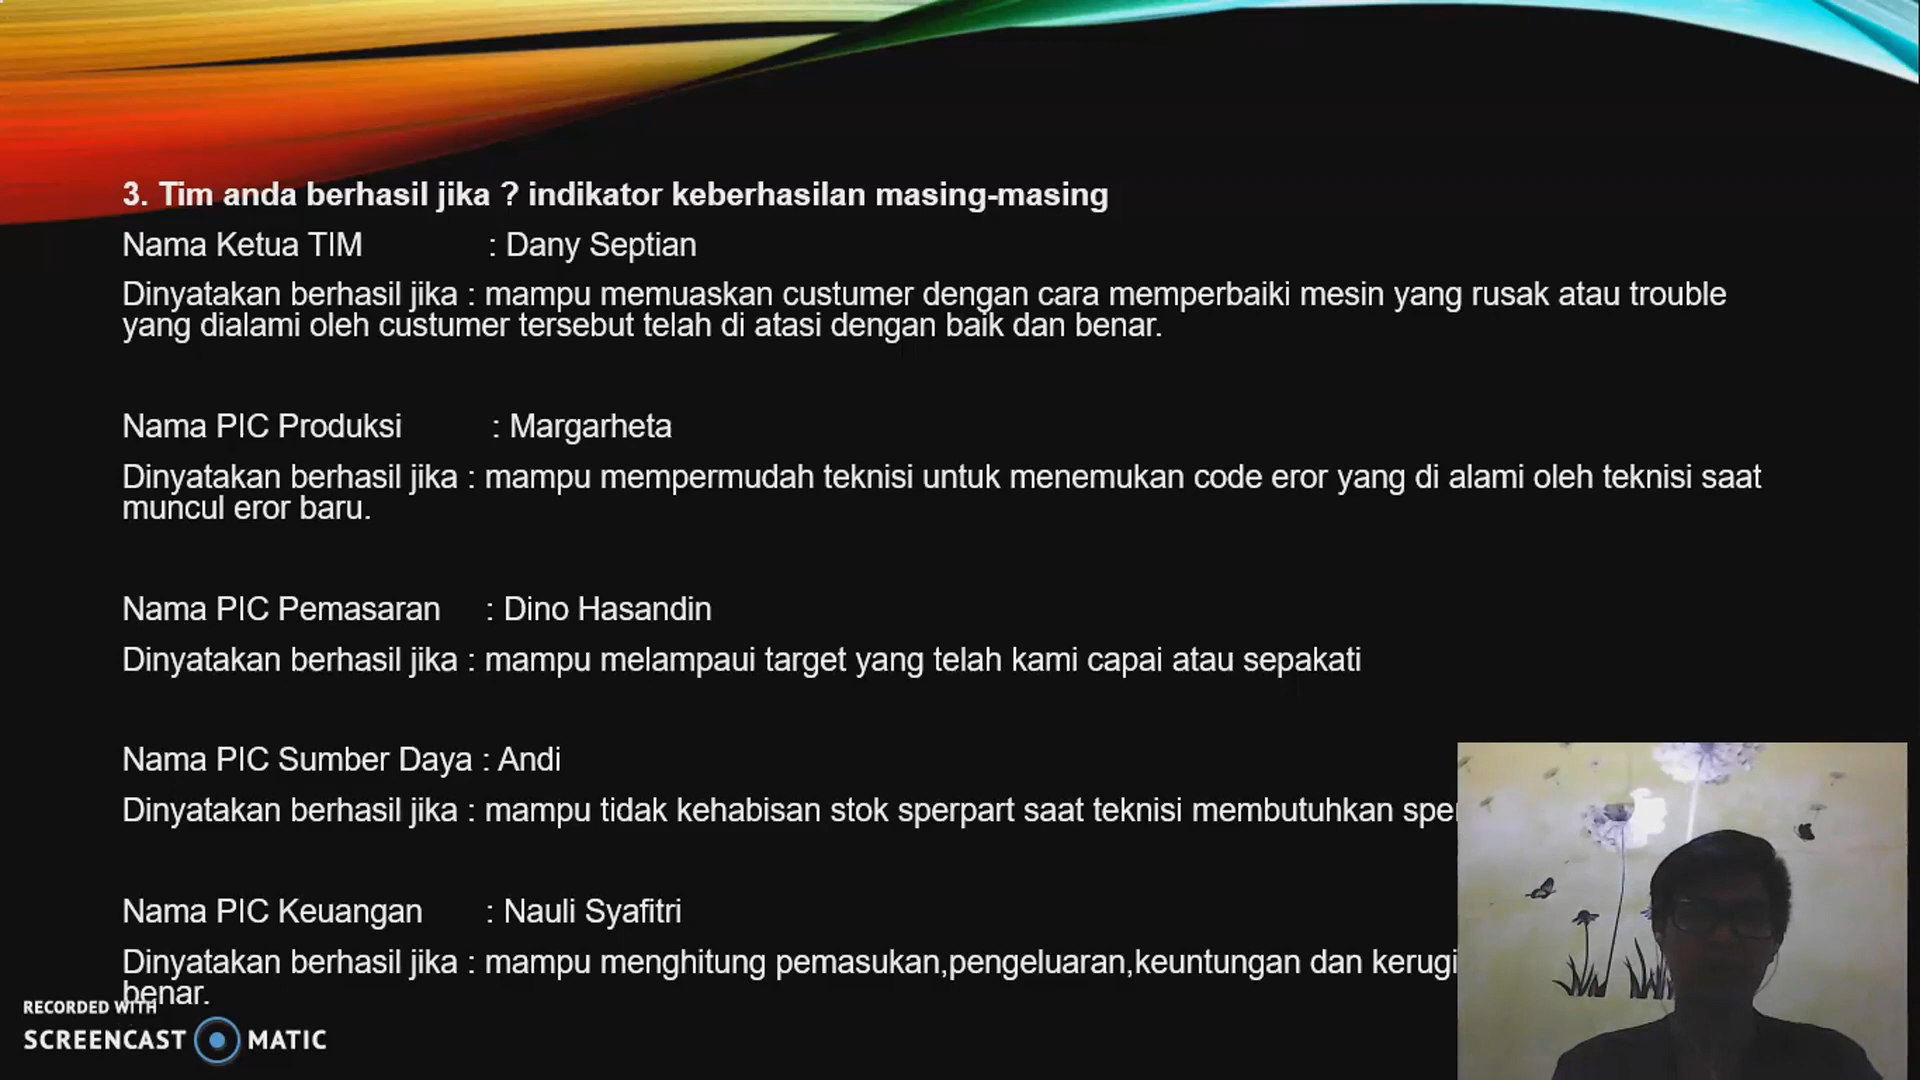 3. Tim anda berhasil jika ? indikator keberhasilan masing-masing
Nama Ketua TIM : Dany Septian
Dinyatakan berhasil jika : mampu memuaskan custumer dengan cara memperbaiki mesin yang rusak atau trouble
yang dialami oleh custumer tersebut telah di atasi dengan baik dan benar.
Nama PIC Produksi : Margarheta
Dinyatakan berhasil jika : mampu mempermudah teknisi untuk menemukan code eror yang di alami oleh teknisi saat
muncul eror baru.
Nama PIC Pemasaran : Dino Hasandin
Dinyatakan berhasil jika : mampu melampaui target yang telah kami capai atau sepakati
Nama PIC Sumber Daya : Andi
Dinyatakan berhasil jika : mampu tidak kehabisan stok sperpart saat teknisi membutuhkan
Nama PIC Keuangan : Nauli Syafitri
Dinyatakan berhasil jika : mampu menghitung pemasukan,pengeluaran,keuntungan dan
benar.
RECORDED WITH
SCREENCAST MATIC